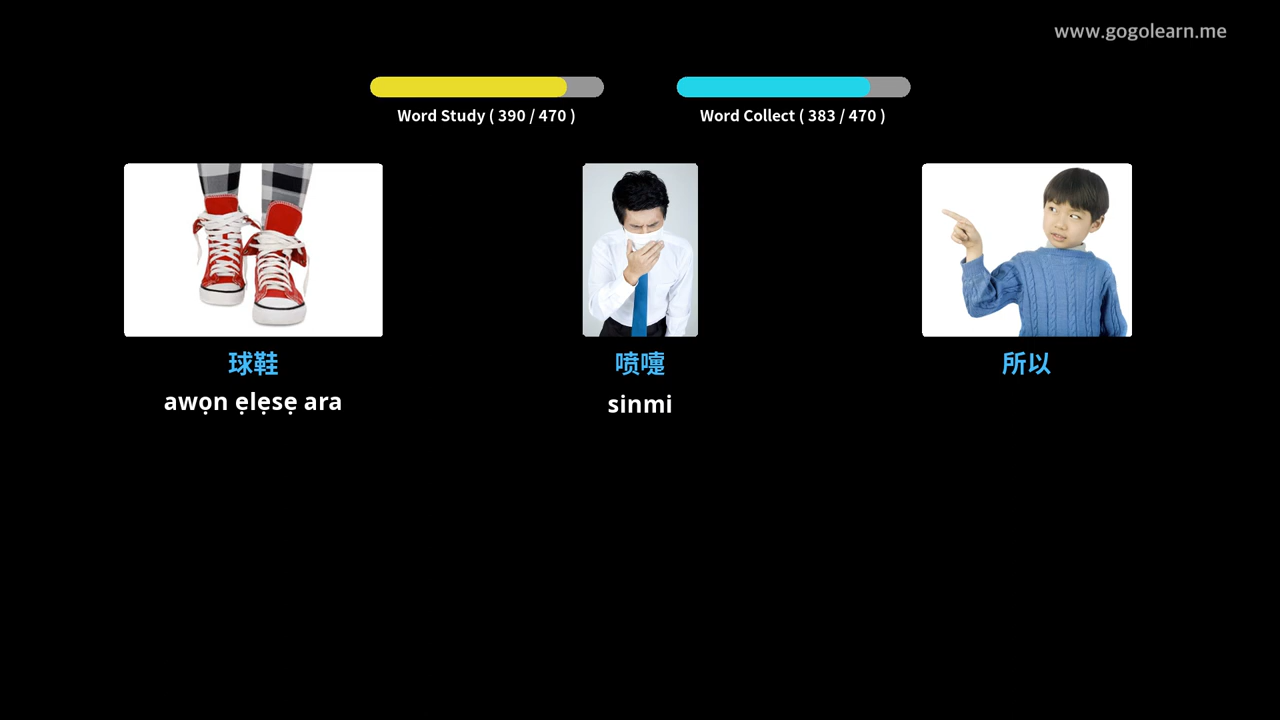 www.gogolearn.me
Word Study ( 390 / 470 )
Word Collect ( 383 / 470 )
球鞋
喷嚏
所以
awọn ẹlẹsẹ ara
sinmi